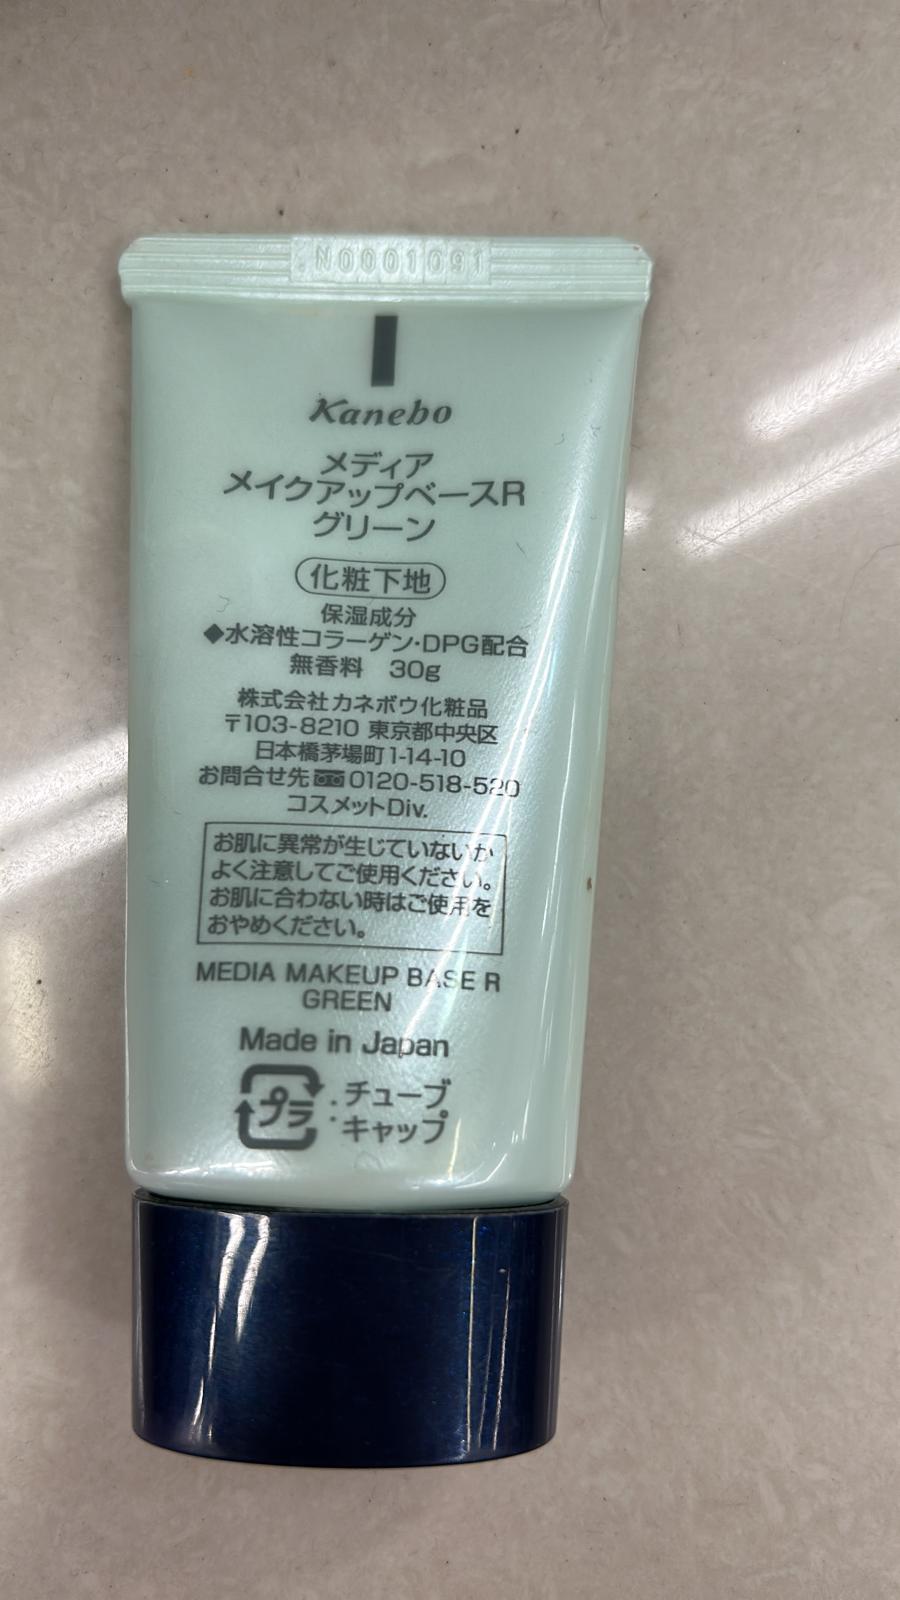 N0001091
Kanebo
メディア
メイクアップベースR
グリーン
化粧下地
保湿成分
◆水溶性コラーゲン・DPG配合
無香料 30g
株式会社カネボウ化粧品
〒103-8210 東京都中央区
日本橋茅場町1-14-10
お問合せ先 0120-518-520
コスメットDiv.
お肌に異常が生じていないか
よく注意してご使用ください。
お肌に合わない時はご使用を
おやめください。
MEDIA MAKEUP BASE R
GREEN
Made in Japan
プラ : チューブ
: キャップ